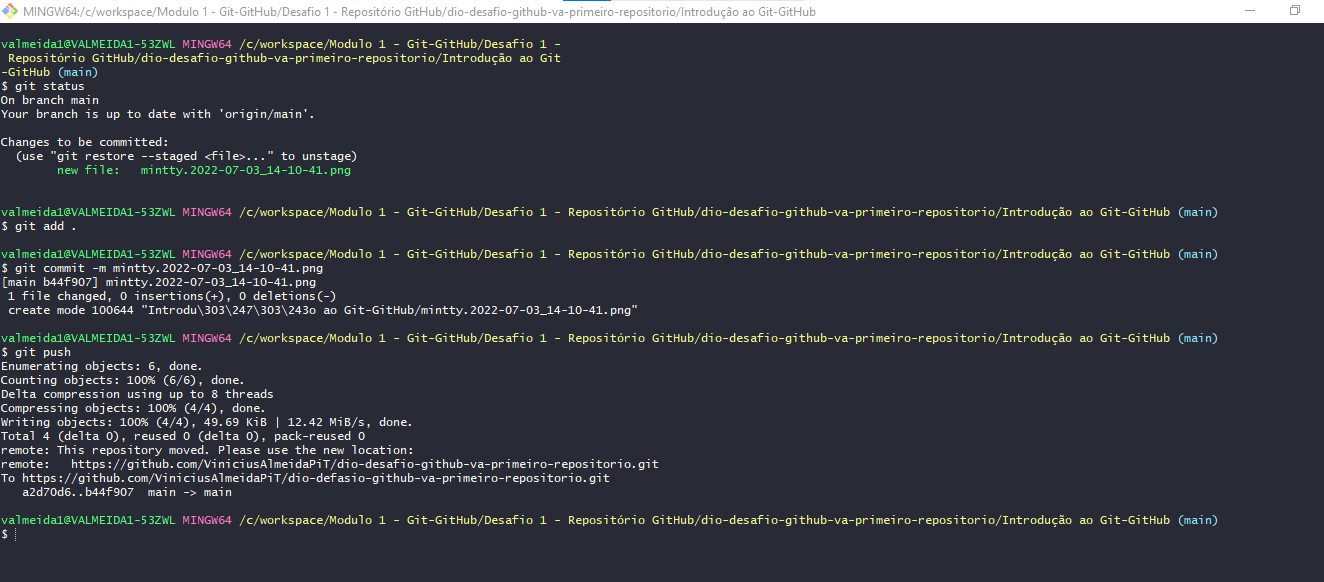 MINGW64:/c/workspace/Modulo 1 - Git-GitHub/Desafio 1 - Repositório GitHub/dio-desafio-github-va-primeiro-repositorio/Introdução ao Git-GitHub
valmeida1@VALMEIDA1-53ZWL MINGW64 /c/workspace/Modulo 1 - Git-GitHub/Desafio 1 -
 Repositório GitHub/dio-desafio-github-va-primeiro-repositorio/Introdução ao Git
-GitHub (main)
$ git status
On branch main
Your branch is up to date with 'origin/main'.
Changes to be committed:
  (use "git restore --staged <file>..." to unstage)
        new file:   mintty.2022-07-03_14-10-41.png
valmeida1@VALMEIDA1-53ZWL MINGW64 /c/workspace/Modulo 1 - Git-GitHub/Desafio 1 - Repositório GitHub/dio-desafio-github-va-primeiro-repositorio/Introdução ao Git-GitHub (main)
$ git add .
valmeida1@VALMEIDA1-53ZWL MINGW64 /c/workspace/Modulo 1 - Git-GitHub/Desafio 1 - Repositório GitHub/dio-desafio-github-va-primeiro-repositorio/Introdução ao Git-GitHub (main)
$ git commit -m mintty.2022-07-03_14-10-41.png
[main b44f907] mintty.2022-07-03_14-10-41.png
 1 file changed, 0 insertions(+), 0 deletions(-)
 create mode 100644 "Introdu\303\247\303\243o ao Git-GitHub/mintty.2022-07-03_14-10-41.png"
valmeida1@VALMEIDA1-53ZWL MINGW64 /c/workspace/Modulo 1 - Git-GitHub/Desafio 1 - Repositório GitHub/dio-desafio-github-va-primeiro-repositorio/Introdução ao Git-GitHub (main)
$ git push
Enumerating objects: 6, done.
Counting objects: 100% (6/6), done.
Delta compression using up to 8 threads
Compressing objects: 100% (4/4), done.
Writing objects: 100% (4/4), 49.69 KiB | 12.42 MiB/s, done.
Total 4 (delta 0), reused 0 (delta 0), pack-reused 0
remote: This repository moved. Please use the new location:
remote:   https://github.com/ViniciusAlmeidaPiT/dio-desafio-github-va-primeiro-repositorio.git
To https://github.com/ViniciusAlmeidaPiT/dio-defasio-github-va-primeiro-repositorio.git
   a2d70d6..b44f907  main -> main
valmeida1@VALMEIDA1-53ZWL MINGW64 /c/workspace/Modulo 1 - Git-GitHub/Desafio 1 - Repositório GitHub/dio-desafio-github-va-primeiro-repositorio/Introdução ao Git-GitHub (main)
$